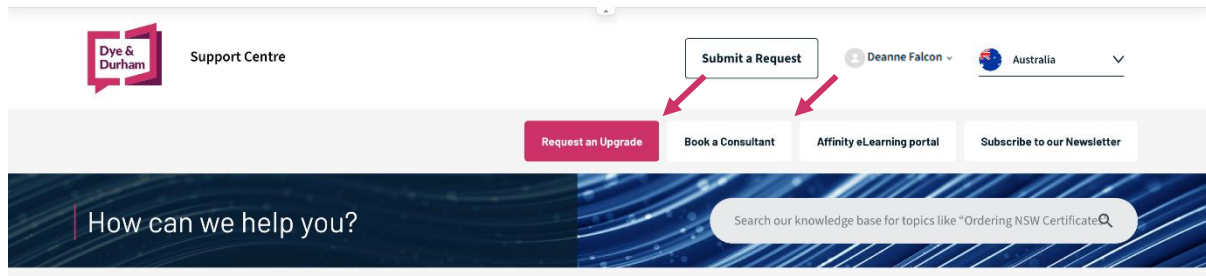 Dye &
Durham
Support Centre
Submit a Request
Deanne Falcon
Australia
Request an Upgrade
Book a Consultant
Affinity eLearning portal
Subscribe to our Newsletter
How can we help you?
Search our knowledge base for topics like “Ordering NSW Certificate